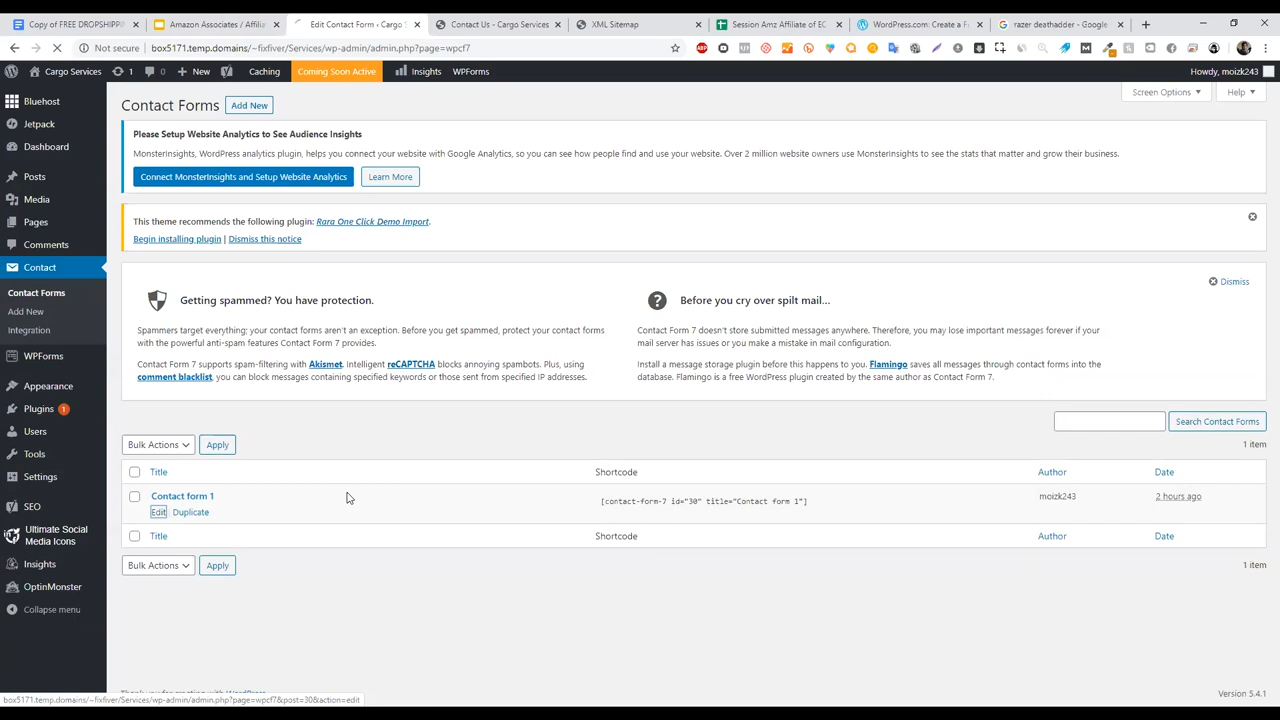 Copy of FREE DROPSHIPPI
Amazon Associates / Affilia
Edit Contact Form ‹ Cargo S
Contact Us - Cargo Services
XML Sitemap
Session Amz Affiliate of EC
WordPress.com: Create a F
razer deathadder - Google
Not secure
box5171.temp.domains/~fixfiver/Services/wp-admin/admin.php?page=wpcf7
Cargo Services
1
0
New
Caching
Coming Soon Active
Insights
WPForms
Howdy, moizk243
Bluehost
Jetpack
Dashboard
Posts
Media
Pages
Comments
Contact
Contact Forms
Add New
Integration
WPForms
Appearance
Plugins 1
Users
Tools
Settings
SEO
Ultimate Social
Media Icons
Insights
OptinMonster
Collapse menu
Screen Options
Help
Contact Forms
Add New
Please Setup Website Analytics to See Audience Insights
MonsterInsights, WordPress analytics plugin, helps you connect your website with Google Analytics, so you can see how people find and use your website. Over 2 million website owners use MonsterInsights to see the stats that matter and grow their business.
Connect MonsterInsights and Setup Website Analytics
Learn More
This theme recommends the following plugin: Rara One Click Demo Import.
Begin installing plugin | Dismiss this notice
Dismiss
Getting spammed? You have protection.
Spammers target everything; your contact forms aren't an exception. Before you get spammed, protect your contact forms
with the powerful anti-spam features Contact Form 7 provides.
Contact Form 7 supports spam-filtering with Akismet. Intelligent reCAPTCHA blocks annoying spambots. Plus, using
comment blacklist, you can block messages containing specified keywords or those sent from specified IP addresses.
Before you cry over spilt mail…
Contact Form 7 doesn't store submitted messages anywhere. Therefore, you may lose important messages forever if your
mail server has issues or you make a mistake in mail configuration.
Install a message storage plugin before this happens to you. Flamingo saves all messages through contact forms into the
database. Flamingo is a free WordPress plugin created by the same author as Contact Form 7.
Search Contact Forms
Bulk Actions
Apply
1 item
Title
Shortcode
Author
Date
Contact form 1
[contact-form-7 id="30" title="Contact form 1"]
moizk243
2 hours ago
Edit
Duplicate
Title
Shortcode
Author
Date
Bulk Actions
Apply
1 item
Thank you for creating with WordPress.
Version 5.4.1
box5171.temp.domains/~fixfiver/Services/wp-admin/admin.php?page=wpcf7&post=30&action=edit